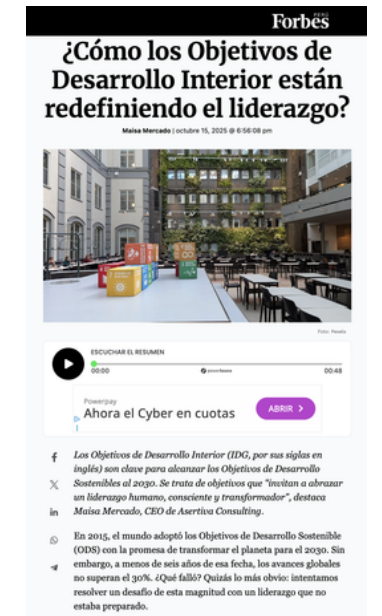 Forbes
PERÚ
¿Cómo los Objetivos de
Desarrollo Interior están
redefiniendo el liderazgo?
Maisa Mercado | octubre 15, 2025 @ 6:56:08 pm
Foto: Pexels
ESCUCHAR EL RESUMEN
00:00
00:48
Powerpay
Ahora el Cyber en cuotas
ABRIR
Los Objetivos de Desarrollo Interior (IDG, por sus siglas en
inglés) son clave para alcanzar los Objetivos de Desarrollo
Sostenibles al 2030. Se trata de objetivos que "invitan a abrazar
un liderazgo humano, consciente y transformador", destaca
Maisa Mercado, CEO de Asertiva Consulting.
En 2015, el mundo adoptó los Objetivos de Desarrollo Sostenible
(ODS) con la promesa de transformar el planeta para el 2030. Sin
embargo, a menos de seis años de esa fecha, los avances globales
no superan el 30%. ¿Qué falló? Quizás lo más obvio: intentamos
resolver un desafío de esta magnitud con un liderazgo que no
estaba preparado.